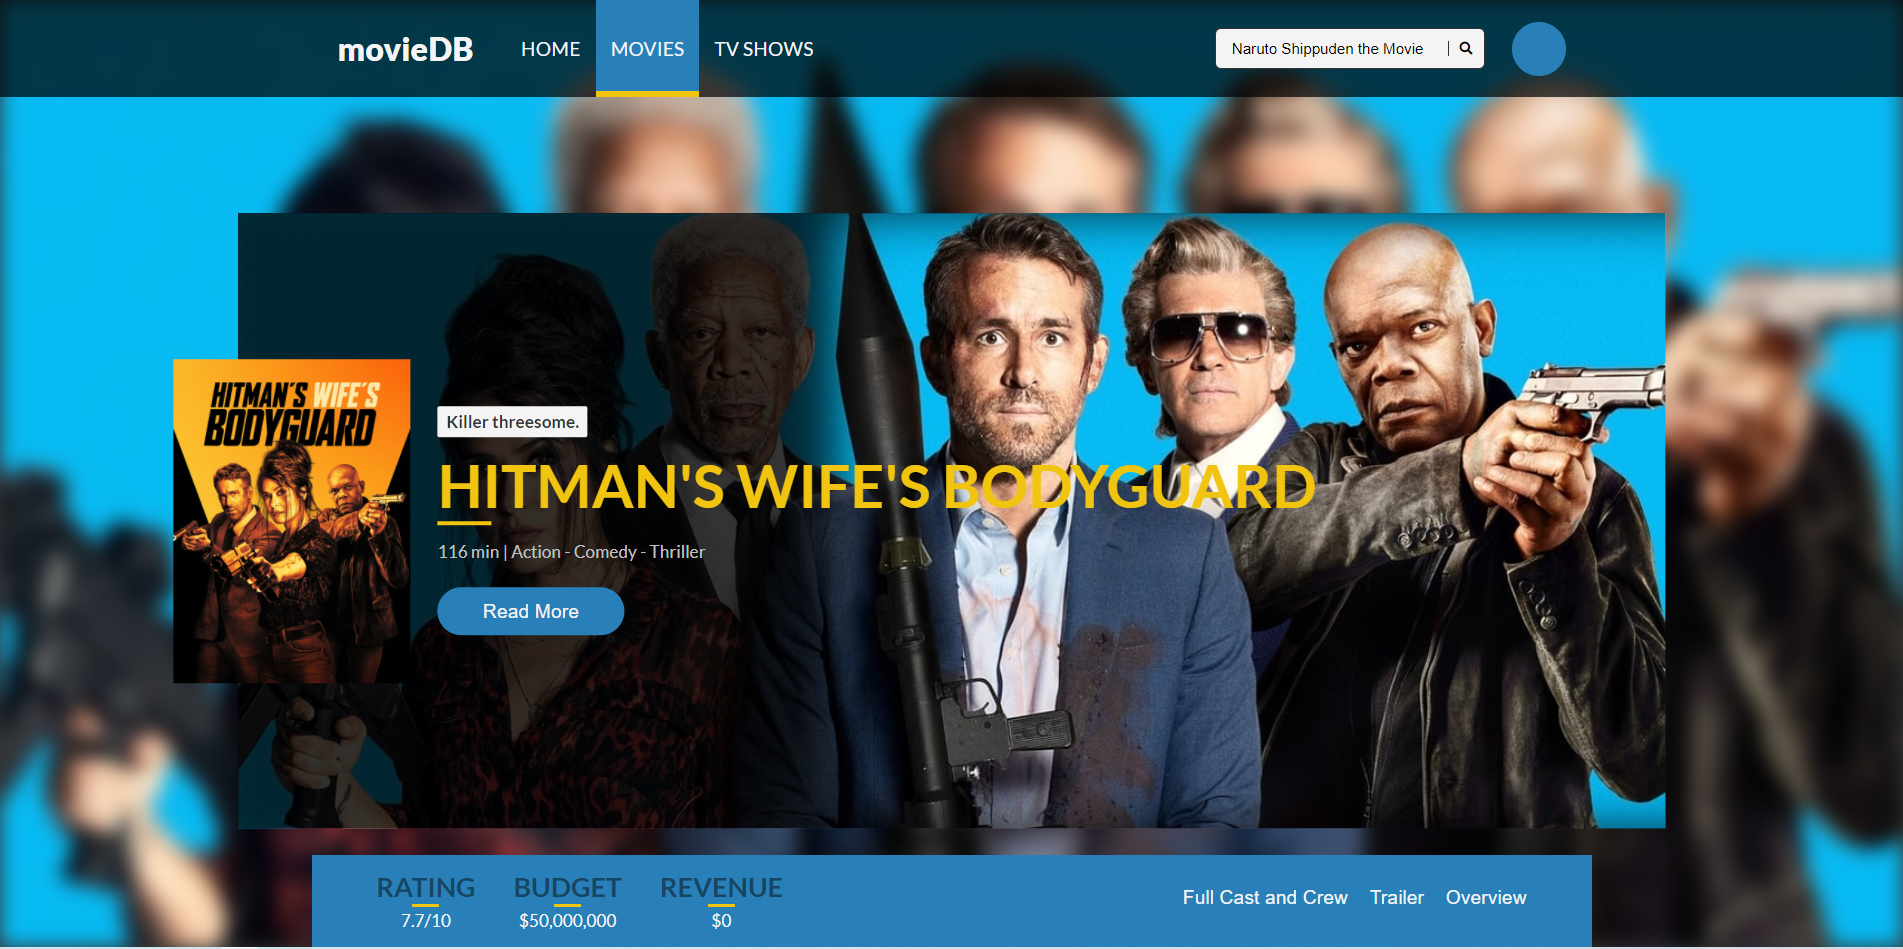 movieDB HOME MOVIES TV SHOWS Naruto Shippuden the Movie
HITMAN'S WIFE'S
BODYGUARD
Killer threesome.
HITMAN'S WIFE'S BODYGUARD
116 min | Action - Comedy - Thriller
Read More
RATING BUDGET REVENUE
7.7/10 $50,000,000 $0
Full Cast and Crew Trailer Overview